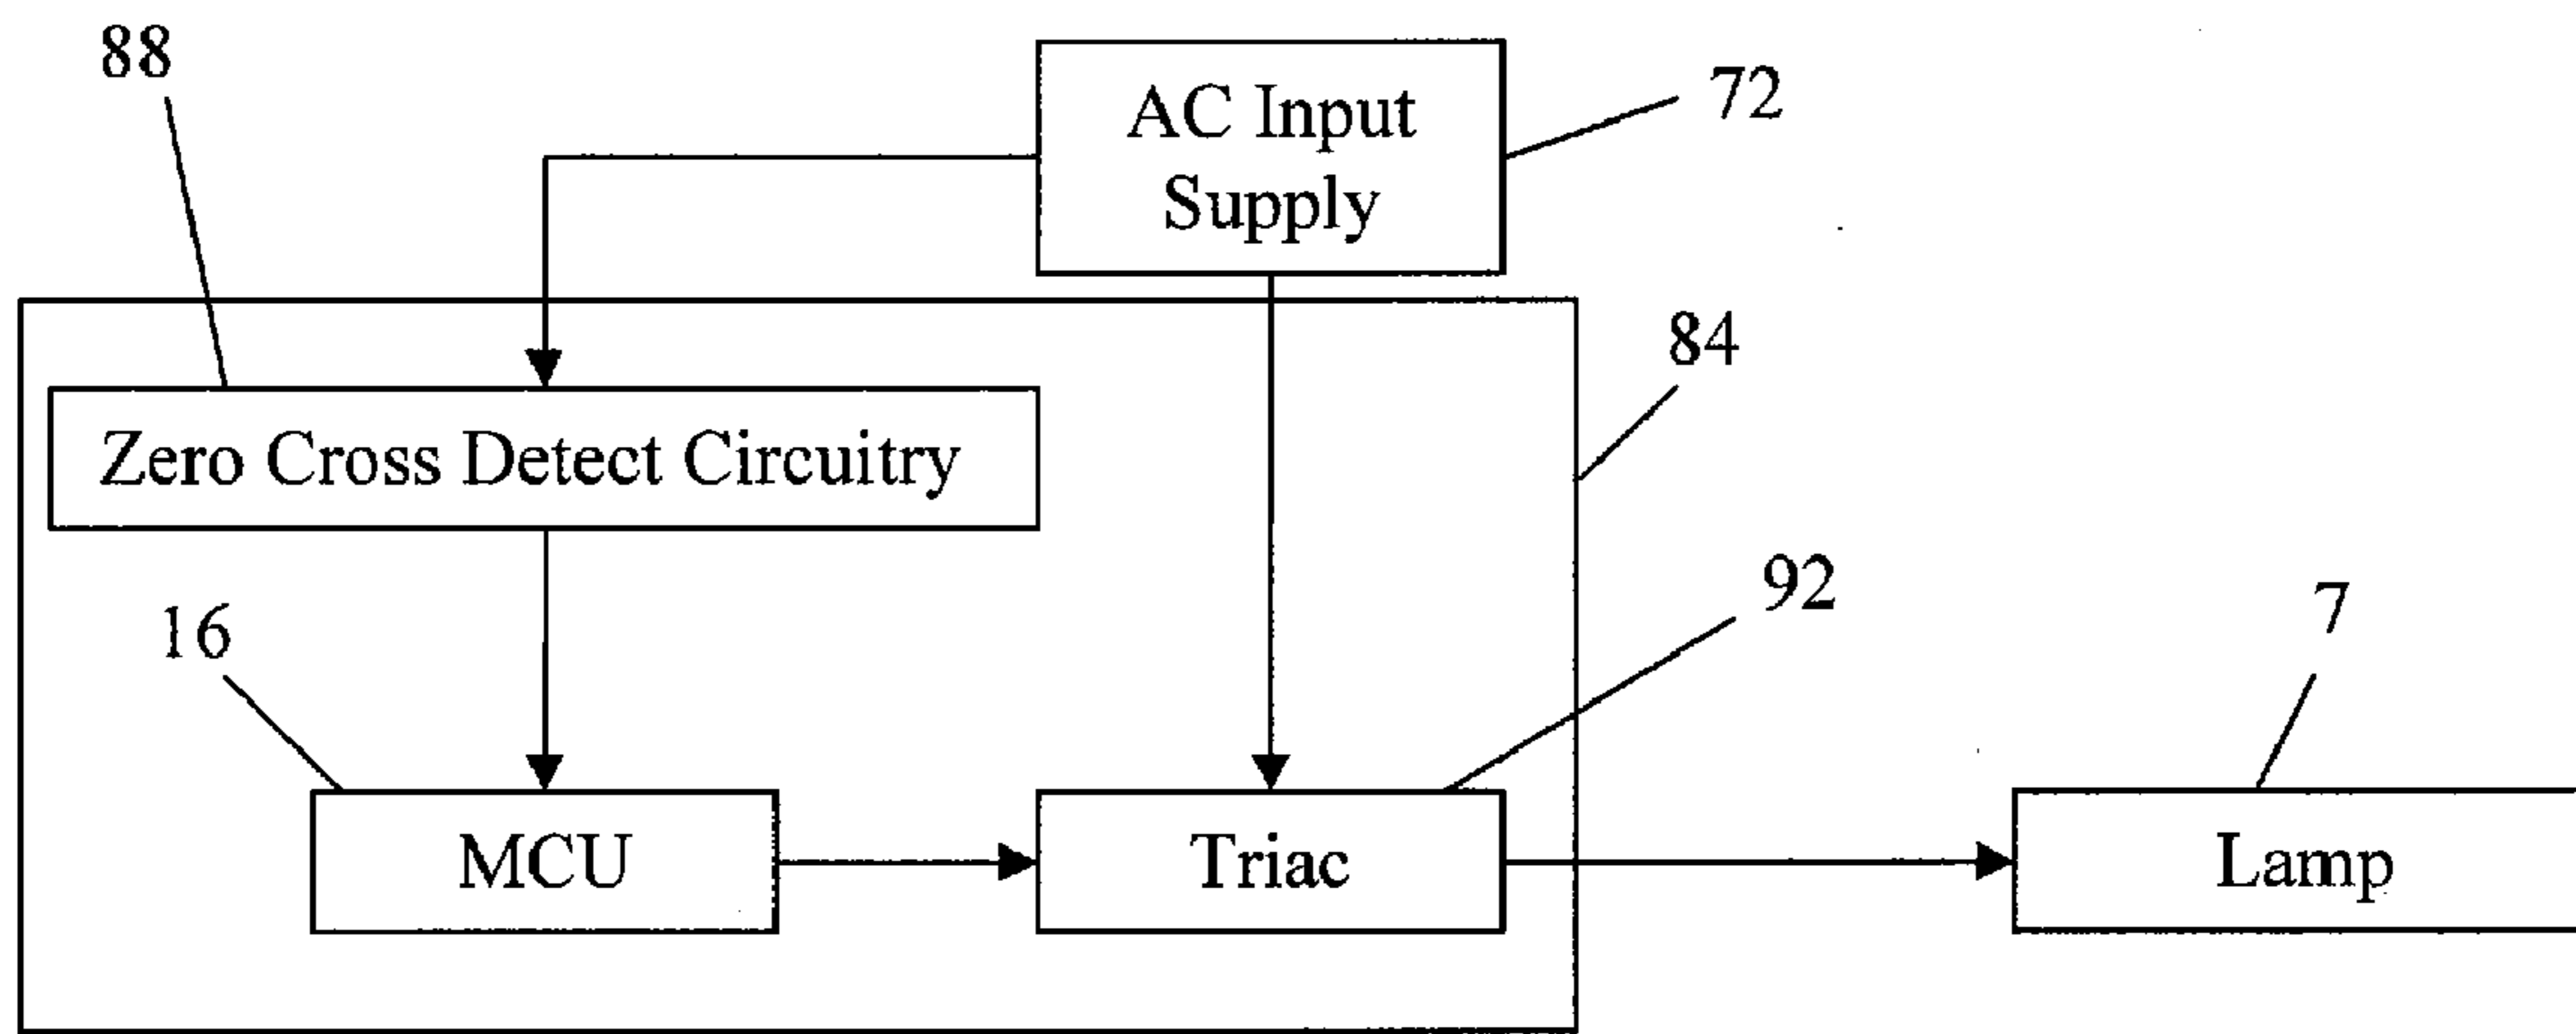 88
AC Input
Supply
72
84
Zero Cross Detect Circuitry
92
16
7
MCU
Triac
Lamp